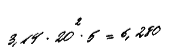 3,14 · 20² · 5 = 6,280